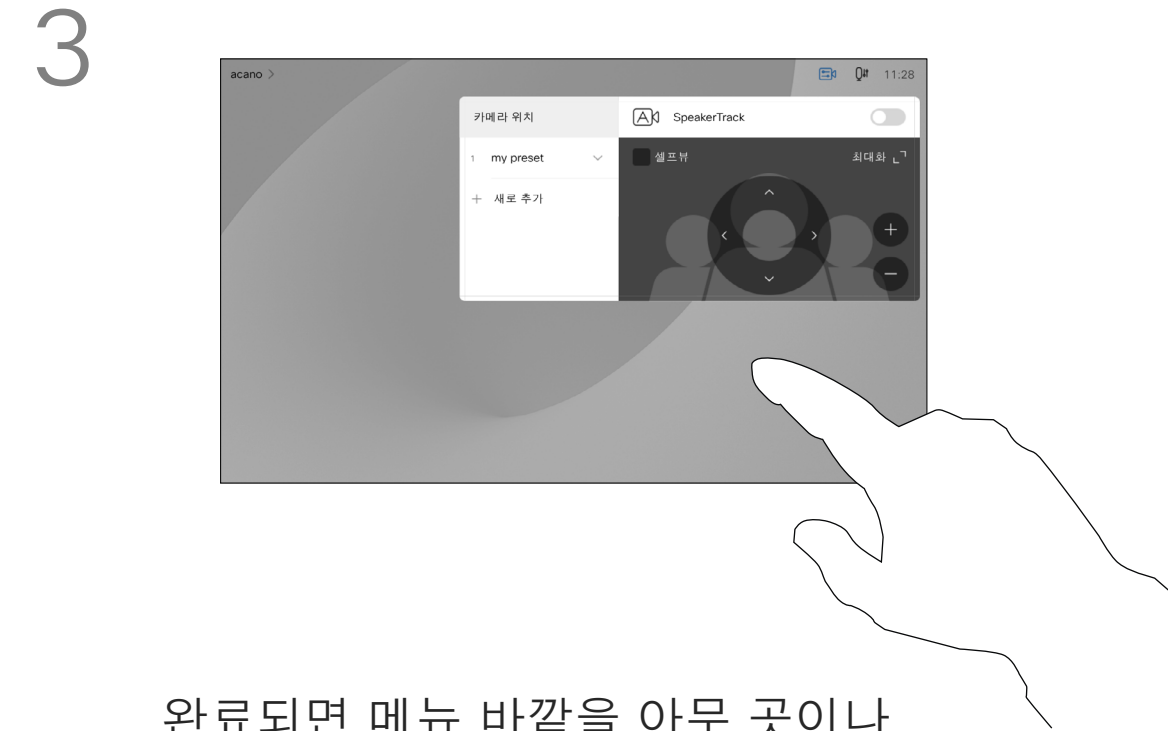 3
acano >
11:28
카메라 위치
SpeakerTrack
1 my preset
셀프뷰
최대화
+ 새로 추가
완료되면 메뉴 바깥을 아무 곳이나